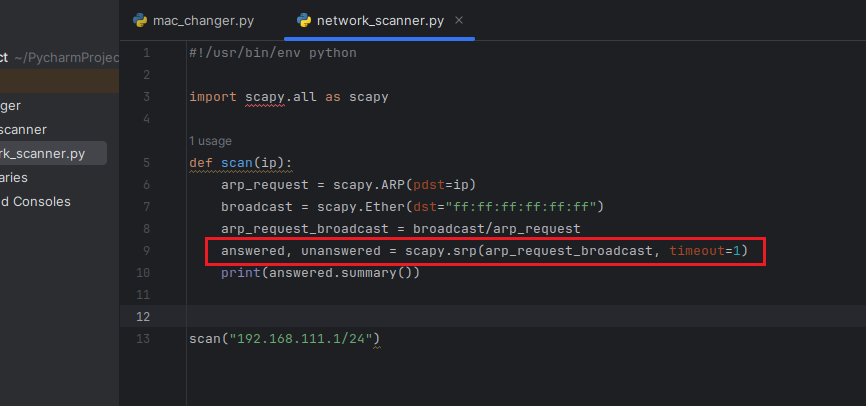 mac_changer.py network_scanner.py
ct ~/PycharmProjec
ger
scanner
rk_scanner.py
aries
d Consoles
1 #!/usr/bin/env python
2
3 import scapy.all as scapy
4
1 usage
5 def scan(ip):
6 arp_request = scapy.ARP(pdst=ip)
7 broadcast = scapy.Ether(dst="ff:ff:ff:ff:ff:ff")
8 arp_request_broadcast = broadcast/arp_request
9 answered, unanswered = scapy.srp(arp_request_broadcast, timeout=1)
10 print(answered.summary())
11
12
13 scan("192.168.111.1/24")